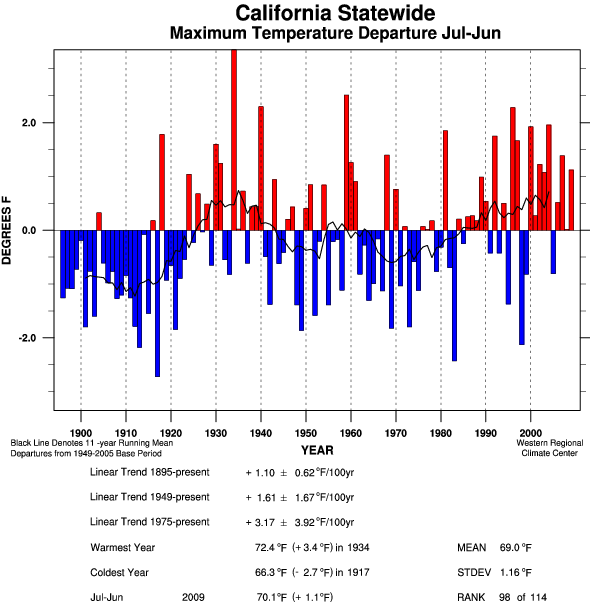 California Statewide
Maximum Temperature Departure Jul-Jun
DEGREES F
2.0
0.0
-2.0
1900 1910 1920 1930 1940 1950 1960 1970 1980 1990 2000
YEAR
Black Line Denotes 11 -year Running Mean
Departures from 1949-2005 Base Period
Western Regional
Climate Center
Linear Trend 1895-present + 1.10 ± 0.62°F/100yr
Linear Trend 1949-present + 1.61 ± 1.67°F/100yr
Linear Trend 1975-present + 3.17 ± 3.92°F/100yr
Warmest Year 72.4°F (+ 3.4°F) in 1934 MEAN 69.0°F
Coldest Year 66.3°F (- 2.7°F) in 1917 STDEV 1.16°F
Jul-Jun 2009 70.1°F (+ 1.1°F) RANK 98 of 114